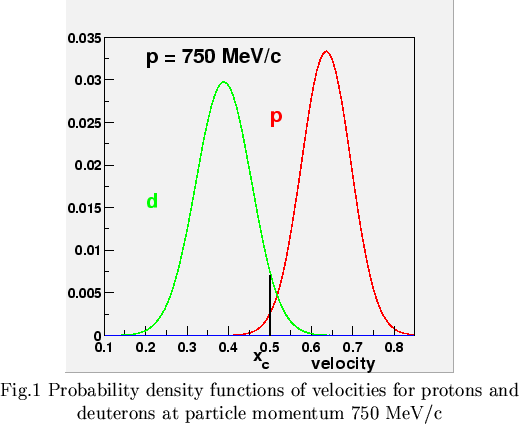 0.035
p = 750 MeV/c
0.03
p
0.025
0.02
d
0.015
0.01
0.005
0
0.1 0.2 0.3 0.4 0.5 0.6 0.7 0.8
xc
velocity
Fig.1 Probability density functions of velocities for protons and
deuterons at particle momentum 750 MeV/c